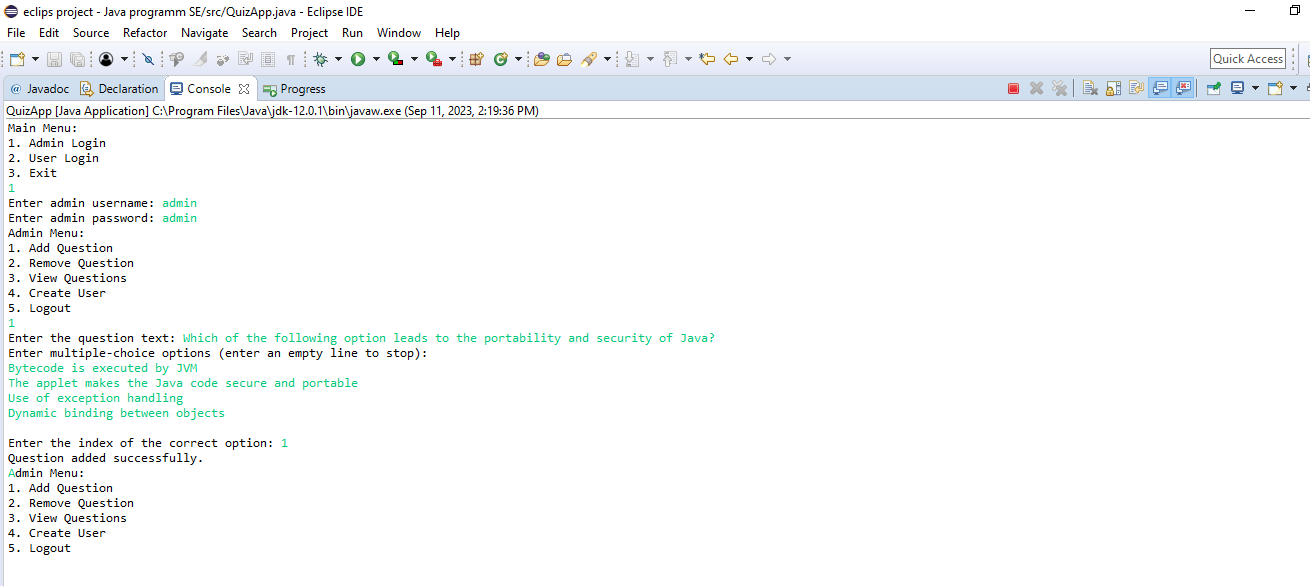 eclips project - Java programm SE/src/QuizApp.java - Eclipse IDE
File Edit Source Refactor Navigate Search Project Run Window Help
Quick Access
@ Javadoc Declaration Console Progress
QuizApp [Java Application] C:\Program Files\Java\jdk-12.0.1\bin\javaw.exe (Sep 11, 2023, 2:19:36 PM)
Main Menu:
1. Admin Login
2. User Login
3. Exit
1
Enter admin username: admin
Enter admin password: admin
Admin Menu:
1. Add Question
2. Remove Question
3. View Questions
4. Create User
5. Logout
1
Enter the question text: Which of the following option leads to the portability and security of Java?
Enter multiple-choice options (enter an empty line to stop):
Bytecode is executed by JVM
The applet makes the Java code secure and portable
Use of exception handling
Dynamic binding between objects
Enter the index of the correct option: 1
Question added successfully.
Admin Menu:
1. Add Question
2. Remove Question
3. View Questions
4. Create User
5. Logout